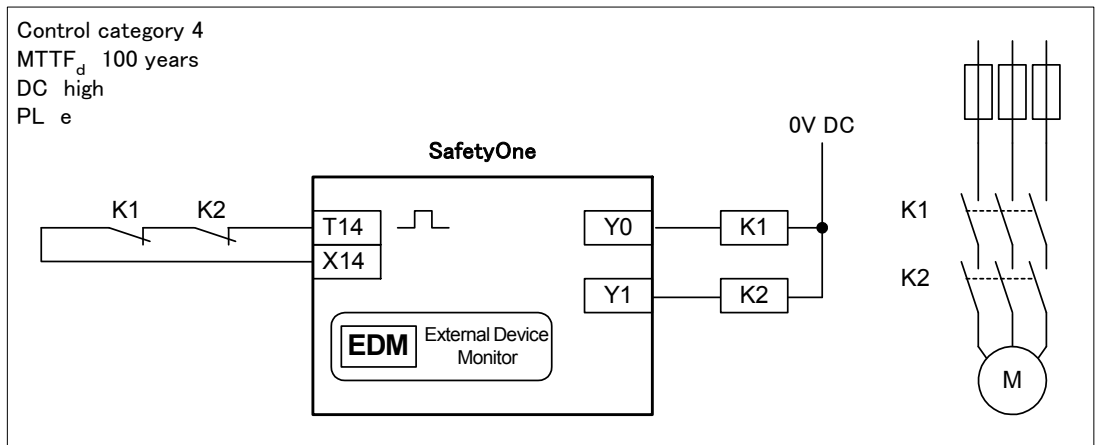 Control category 4
MTTFd 100 years
DC high
PL e
SafetyOne
0V DC
K1 K2
T14
X14
Y0
K1
Y1
K2
EDM
External Device
Monitor
K1
K2
M